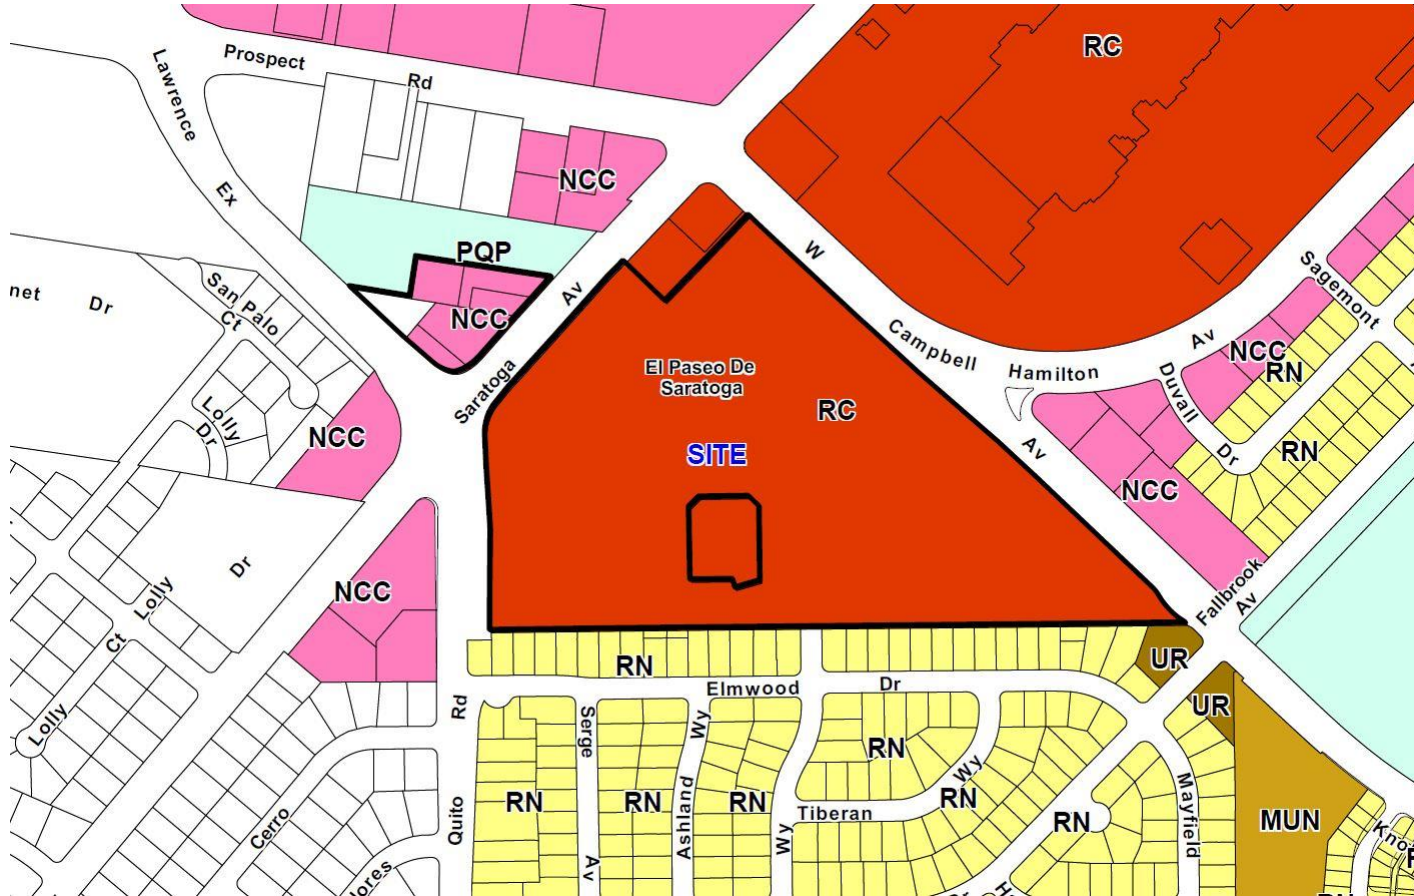 RC
Prospect
Rd
Lawrence
Ex
NCC
PQP
W
Av
San Palo
Ct
net Dr
NCC
Sagemont
Av
Campbell
Hamilton
NCC
RN
Duvall
Dr
Saratoga
El Paseo De
Saratoga
RC
Lolly
Dr
NCC
SITE
Av
RN
NCC
Dr
Lolly
Ct
NCC
Fallbrook
Av
Lolly
RN
UR
Elmwood
Dr
Rd
UR
Serge
Wy
RN
Wy
RN
RN
RN
RN
Ashland
Tiberan
RN
Mayfield
MUN
Cerro
Quito
Wy
Av
Kno